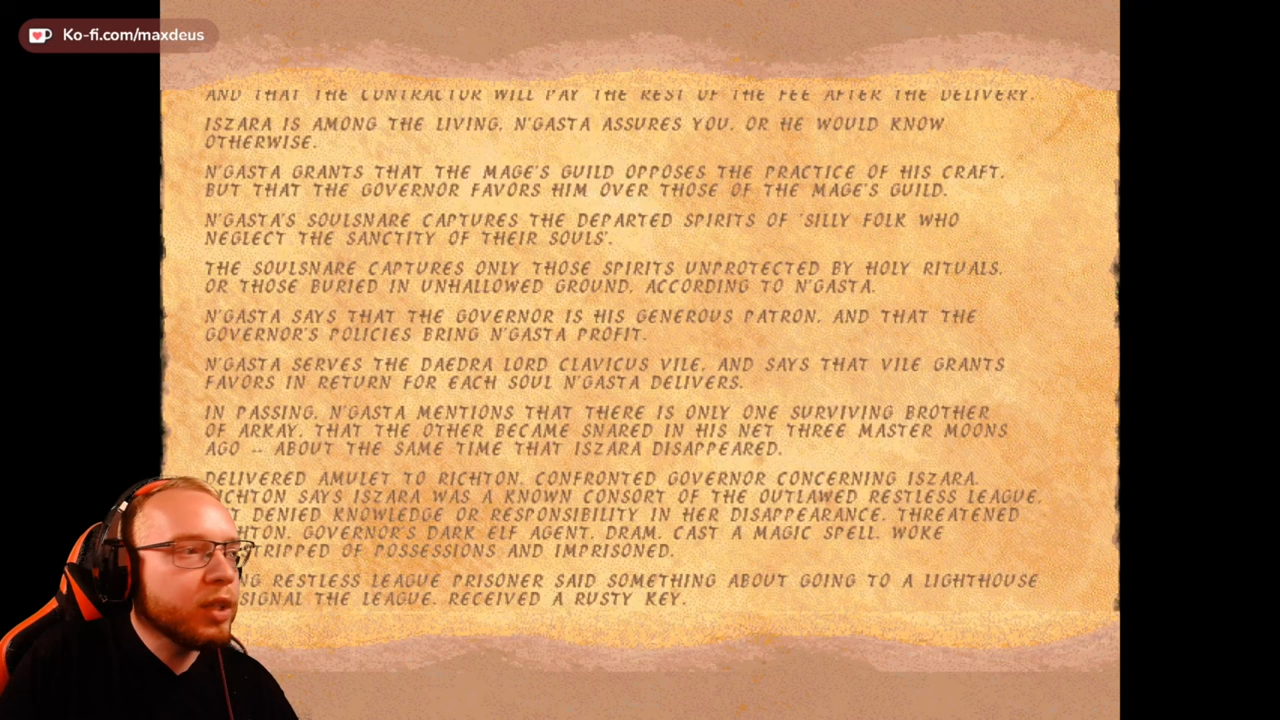 Ko-fi.com/maxdeus
AND THAT THE CONTRACTOR WILL PAY THE REST OF THE FEE AFTER THE DELIVERY.
ISZARA IS AMONG THE LIVING, N'GASTA ASSURES YOU, OR HE WOULD KNOW
OTHERWISE.
N'GASTA GRANTS THAT THE MAGE'S GUILD OPPOSES THE PRACTICE OF HIS CRAFT,
BUT THAT THE GOVERNOR FAVORS HIM OVER THOSE OF THE MAGE'S GUILD.
N'GASTA'S SOULSNARE CAPTURES THE DEPARTED SPIRITS OF 'SILLY FOLK WHO
NEGLECT THE SANCTITY OF THEIR SOULS'.
THE SOULSNARE CAPTURES ONLY THOSE SPIRITS UNPROTECTED BY HOLY RITUALS,
OR THOSE BURIED IN UNHALLOWED GROUND, ACCORDING TO N'GASTA.
N'GASTA SAYS THAT THE GOVERNOR IS HIS GENEROUS PATRON, AND THAT THE
GOVERNOR'S POLICIES BRING N'GASTA PROFIT.
N'GASTA SERVES THE DAEDRA LORD CLAVICUS VILE, AND SAYS THAT VILE GRANTS
FAVORS IN RETURN FOR EACH SOUL N'GASTA DELIVERS.
IN PASSING, N'GASTA MENTIONS THAT THERE IS ONLY ONE SURVIVING BROTHER
OF ARKAY, THAT THE OTHER BECAME SNARED IN HIS NET THREE MASTER MOONS
AGO -- ABOUT THE SAME TIME THAT ISZARA DISAPPEARED.
DELIVERED AMULET TO RICHTON. CONFRONTED GOVERNOR CONCERNING ISZARA.
RICHTON SAYS ISZARA WAS A KNOWN CONSORT OF THE OUTLAWED RESTLESS LEAGUE,
DENIED KNOWLEDGE OR RESPONSIBILITY IN HER DISAPPEARANCE. THREATENED
HTON. GOVERNOR'S DARK ELF AGENT, DRAM, CAST A MAGIC SPELL. WOKE
TRIPPED OF POSSESSIONS AND IMPRISONED.
NG RESTLESS LEAGUE PRISONER SAID SOMETHING ABOUT GOING TO A LIGHTHOUSE
SIGNAL THE LEAGUE. RECEIVED A RUSTY KEY.